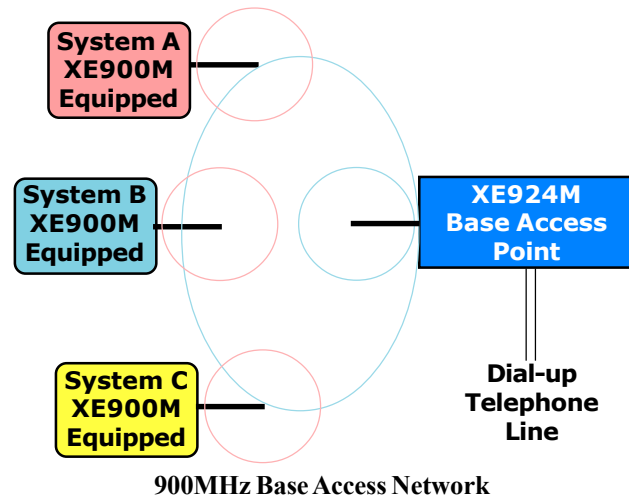 System A
XE900M
Equipped
System B
XE900M
Equipped
XE924M
Base Access
Point
System C
XE900M
Equipped
Dial-up
Telephone
Line
900MHz Base Access Network